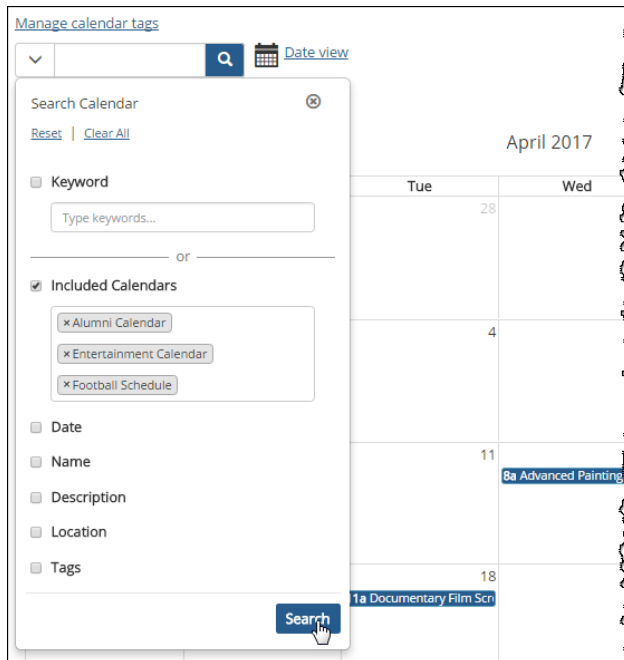 Manage calendar tags
Date view
Search Calendar
Reset | Clear All
April 2017
Keyword
Tue Wed
Type keywords...
28
or
Included Calendars
× Alumni Calendar
4
× Entertainment Calendar
× Football Schedule
Date
11
Name
8a Advanced Painting
Description
Location
Tags
18
1a Documentary Film Scr
Search